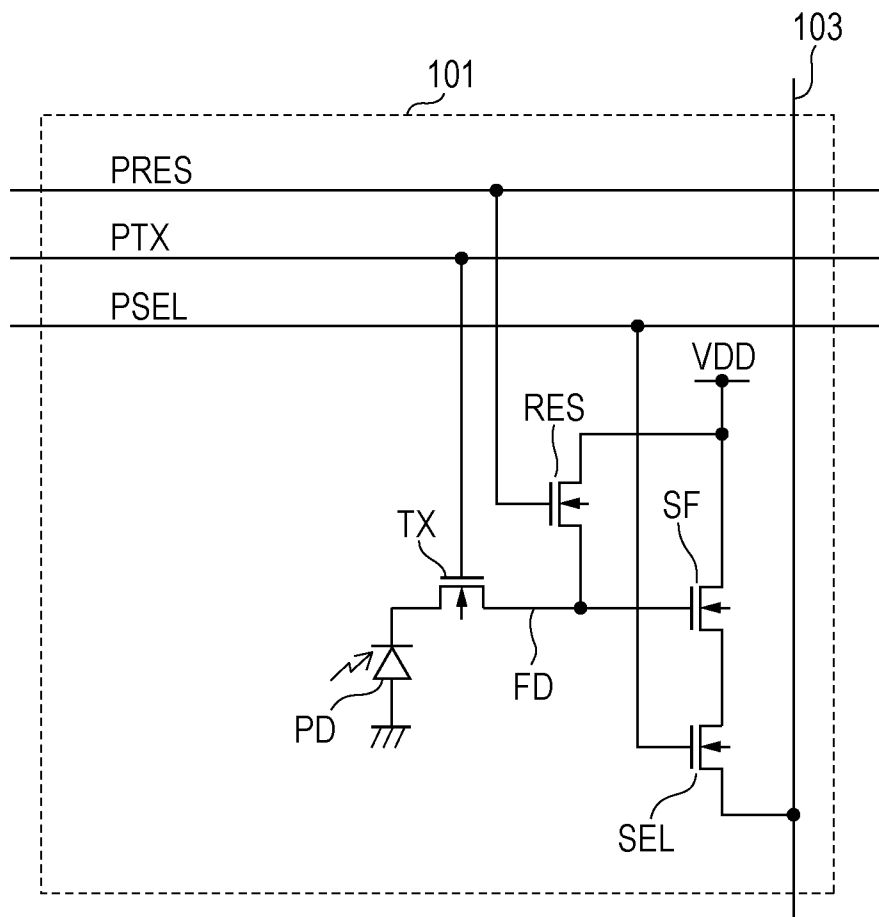 103
101
PRES
PTX
PSEL
VDD
RES
SF
TX
FD
PD
SEL